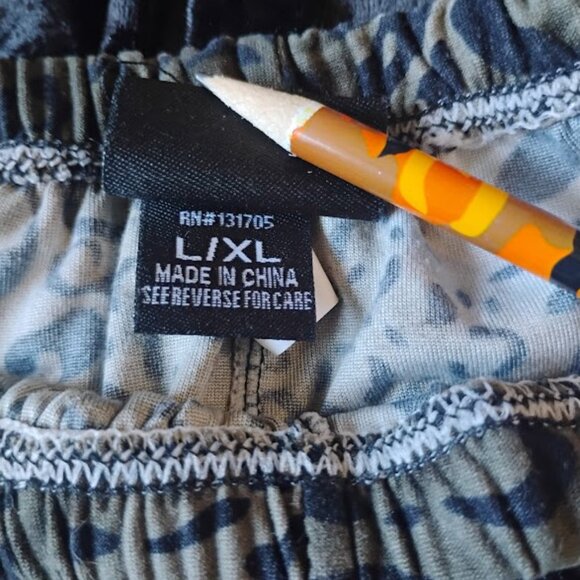 RN#131705
L/XL
MADE IN CHINA
SEE REVERSE FOR CARE